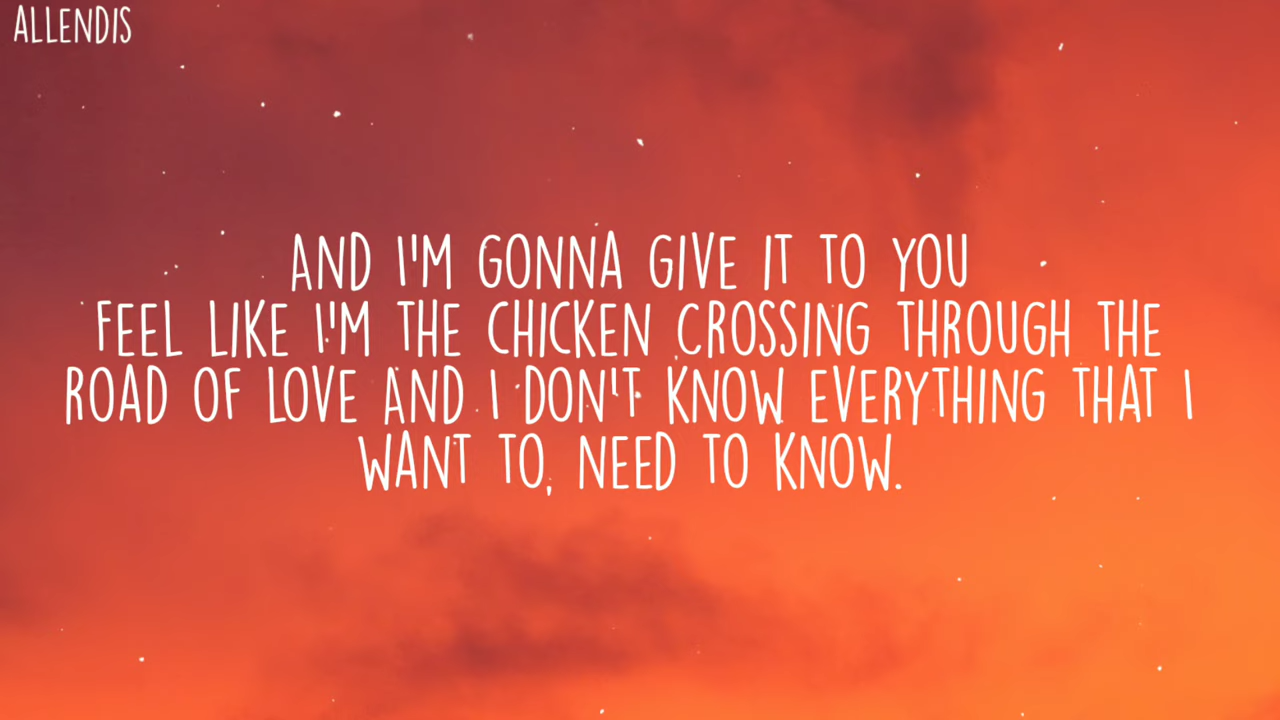 ALLENDIS
AND I'M GONNA GIVE IT TO YOU
FEEL LIKE I'M THE CHICKEN CROSSING THROUGH THE
ROAD OF LOVE AND I DON'T KNOW EVERYTHING THAT I
WANT TO, NEED TO KNOW.